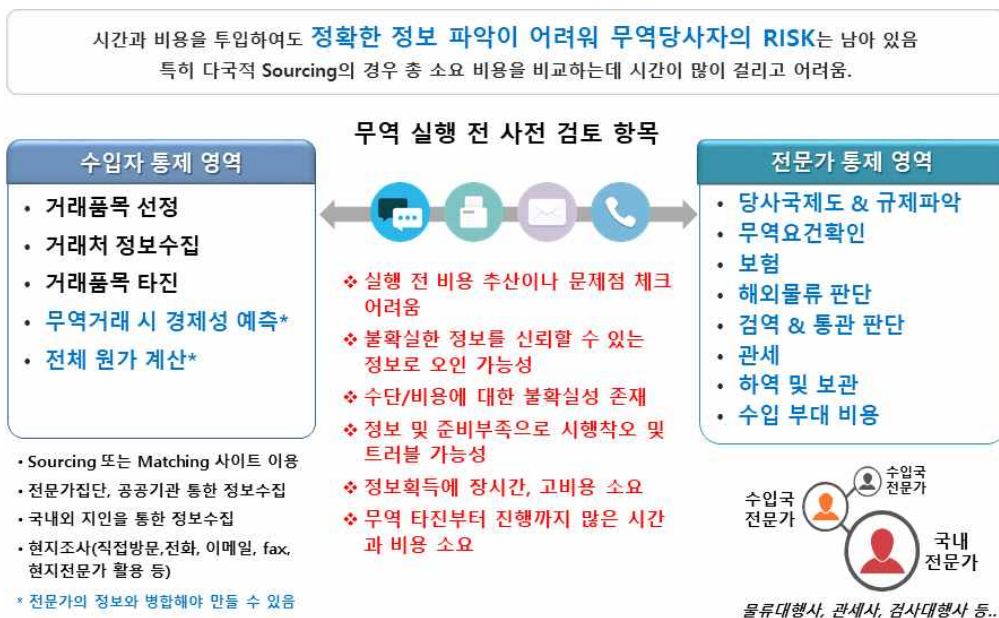 시간과 비용을 투입하여도 정확한 정보 파악이 어려워 무역당사자의 RISK는 남아 있음
특히 다국적 Sourcing의 경우 총 소요 비용을 비교하는데 시간이 많이 걸리고 어려움.
무역 실행 전 사전 검토 항목
수입자 통제 영역
• 거래품목 선정
• 거래처 정보수집
• 거래품목 타진
• 무역거래 시 경제성 예측*
• 전체 원가 계산*
• Sourcing 또는 Matching 사이트 이용
• 전문가집단, 공공기관 통한 정보수집
• 국내외 지인을 통한 정보수집
• 현지조사(직접방문,전화, 이메일, fax,
현지전문가 활용 등)
* 전문가의 정보와 병합해야 만들 수 있음
❖ 실행 전 비용 추산이나 문제점 체크
어려움
❖ 불확실한 정보를 신뢰할 수 있는
정보로 오인 가능성
❖ 수단/비용에 대한 불확실성 존재
❖ 정보 및 준비부족으로 시행착오 및
트러블 가능성
❖ 정보획득에 장시간, 고비용 소요
❖ 무역 타진부터 진행까지 많은 시간
과 비용 소요
전문가 통제 영역
• 당사국제도 & 규제파악
• 무역요건확인
• 보험
• 해외물류 판단
• 검역 & 통관 판단
• 관세
• 하역 및 보관
• 수입 부대 비용
수입국
전문가
수입국
전문가
국내
전문가
물류대행사, 관세사, 검사대행사 등..